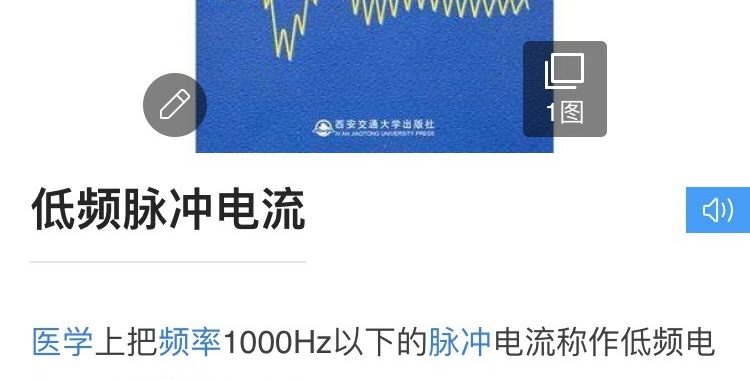 西安交通大学出版社
XI'AN JIAOTONG UNIVERSITY PRESS
1图
低频脉冲电流
医学上把频率1000Hz以下的脉冲电流称作低频电